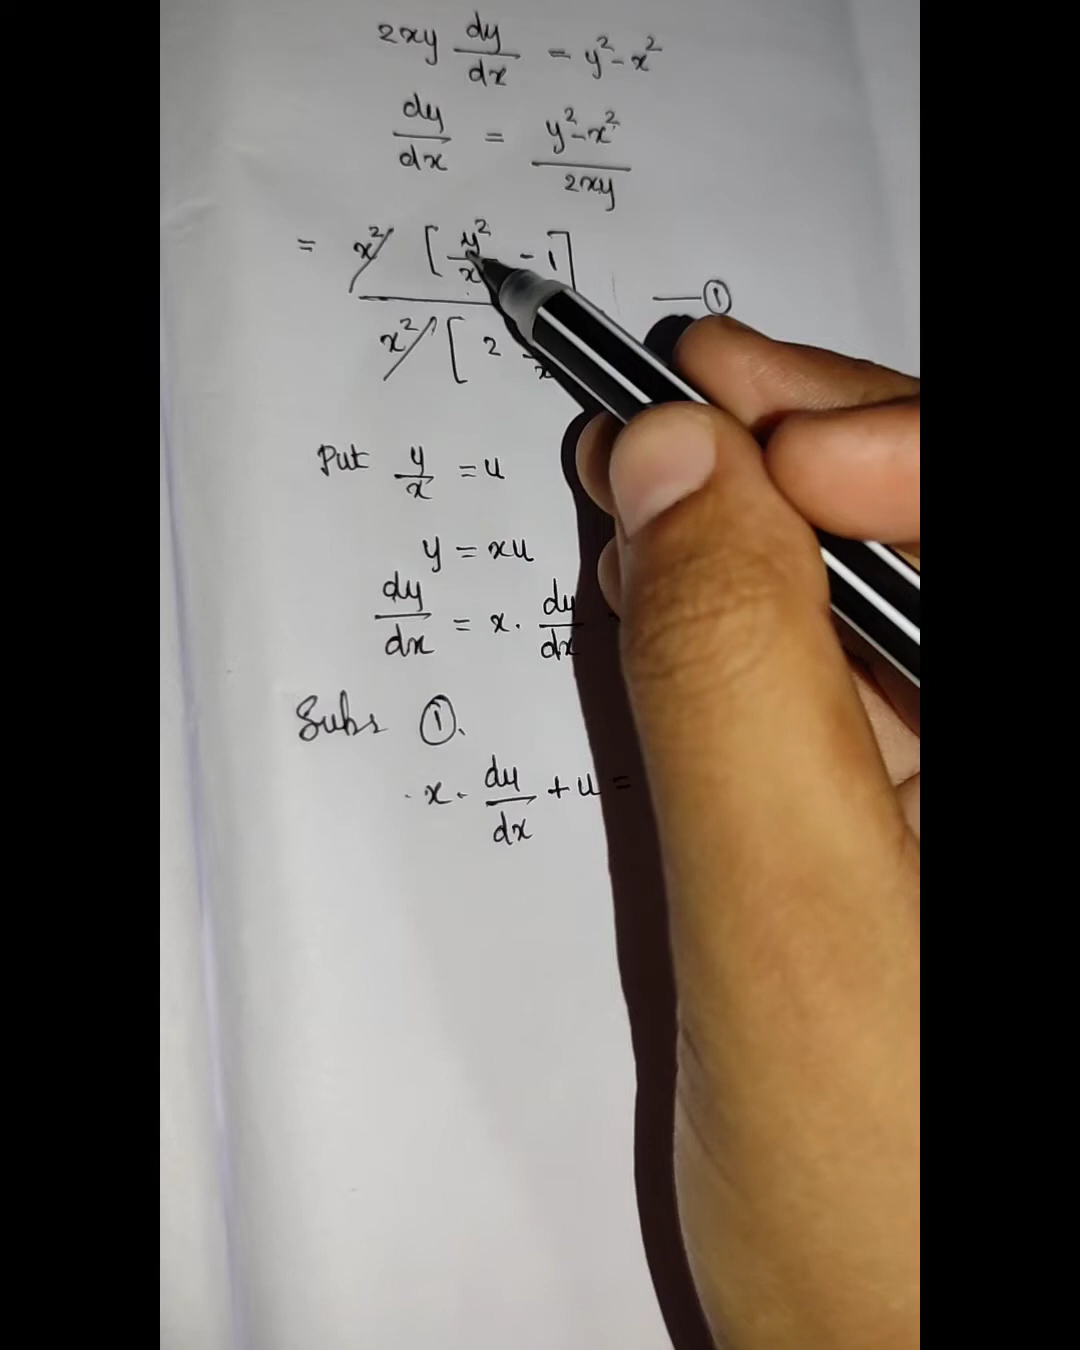 2xy dy/dx = y² - x²
dy/dx = y² - x² / 2xy
= x² [y²/x - 1] —①
x² [2 x
Put y/x = u
y = xu
dy/dx = x. du/dx
Subs ①.
x. du/dx + u =